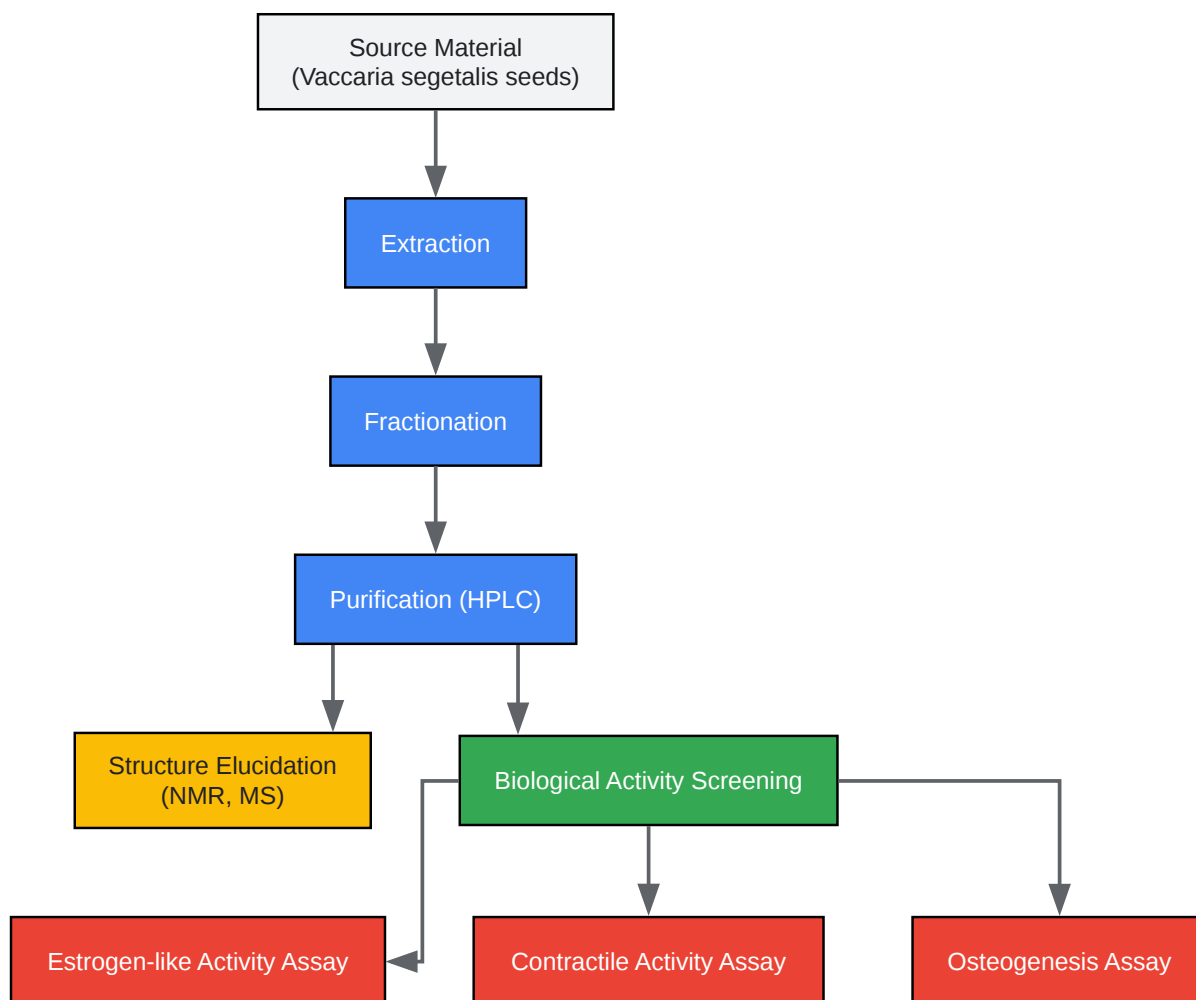 Source Material
(Vaccaria segetalis seeds)
Extraction
Fractionation
Purification (HPLC)
Structure Elucidation
(NMR, MS)
Biological Activity Screening
Estrogen-like Activity Assay
Contractile Activity Assay
Osteogenesis Assay